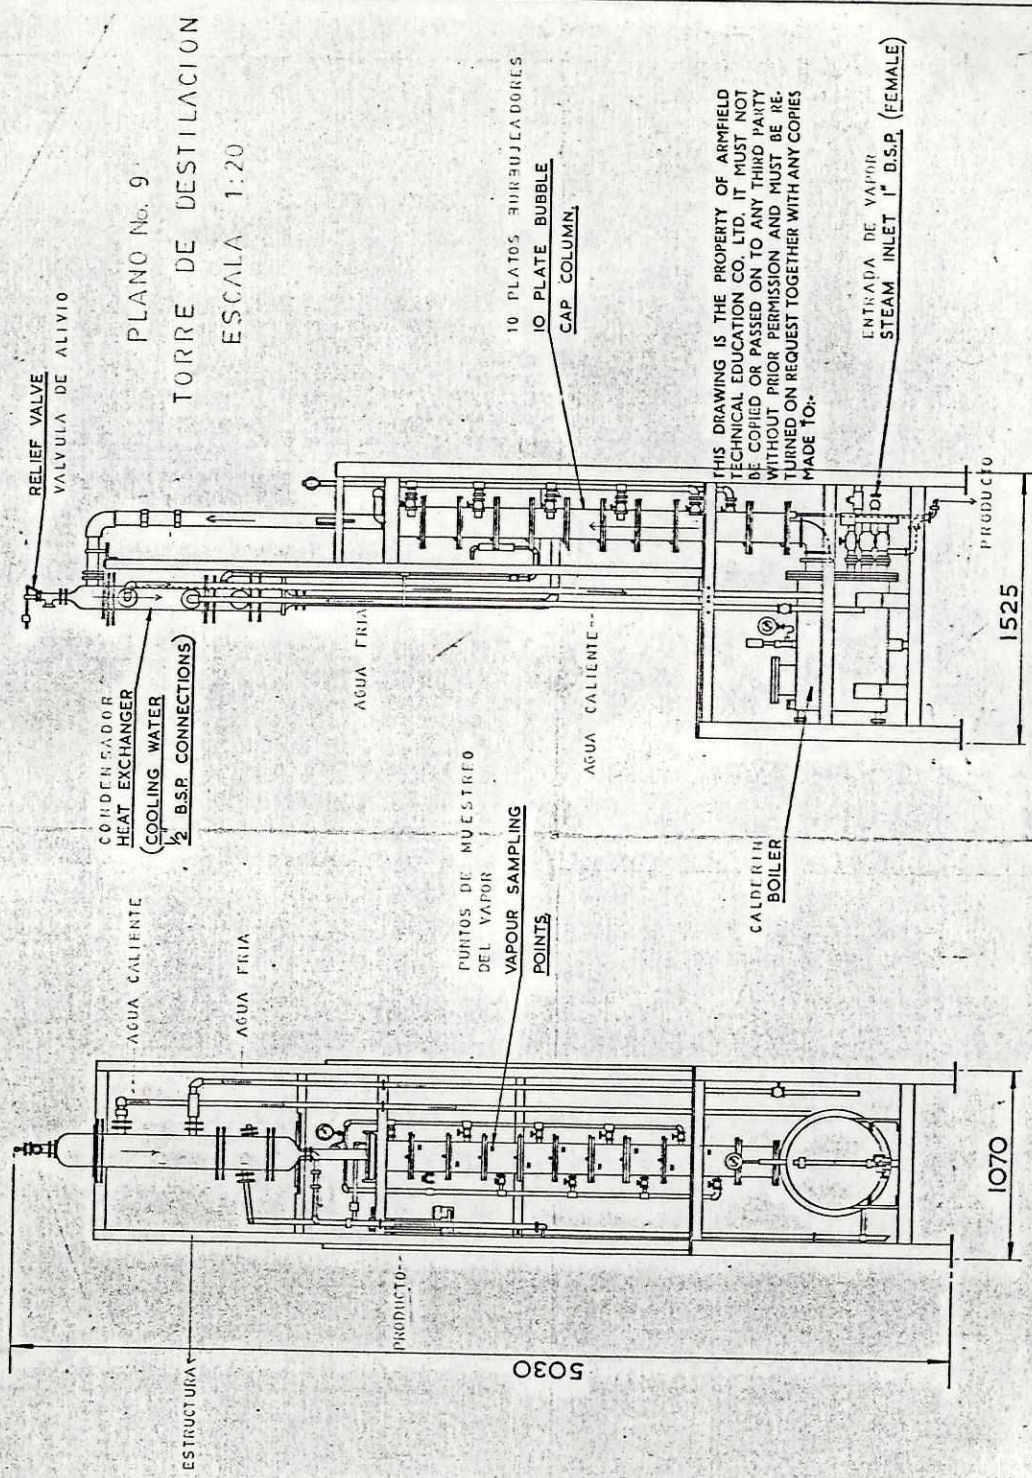 PLANO No. 9
TORRE DE DESTILACION
ESCALA 1:20
RELIEF VALVE
VALVULA DE ALIVIO
CONDENSADOR
HEAT EXCHANGER
(COOLING WATER
½ B.S.P. CONNECTIONS)
AGUA CALIENTE
AGUA FRIA
AGUA FRIA
AGUA CALIENTE
10 PLATOS BURBUJEADORES
10 PLATE BUBBLE
CAP COLUMN.
PUNTOS DE MUESTREO
DEL VAPOR
VAPOUR SAMPLING
POINTS.
THIS DRAWING IS THE PROPERTY OF ARMFIELD
TECHNICAL EDUCATION CO. LTD. IT MUST NOT
BE COPIED OR PASSED ON TO ANY THIRD PARTY
WITHOUT PRIOR PERMISSION AND MUST BE RE-
TURNED ON REQUEST TOGETHER WITH ANY COPIES
MADE TO:-
ENTRADA DE VAPOR
STEAM INLET 1" B.S.P. (FEMALE)
CALDERIN
BOILER
PRODUCTO
PRODUCTO
ESTRUCTURA
5030
1070
1525